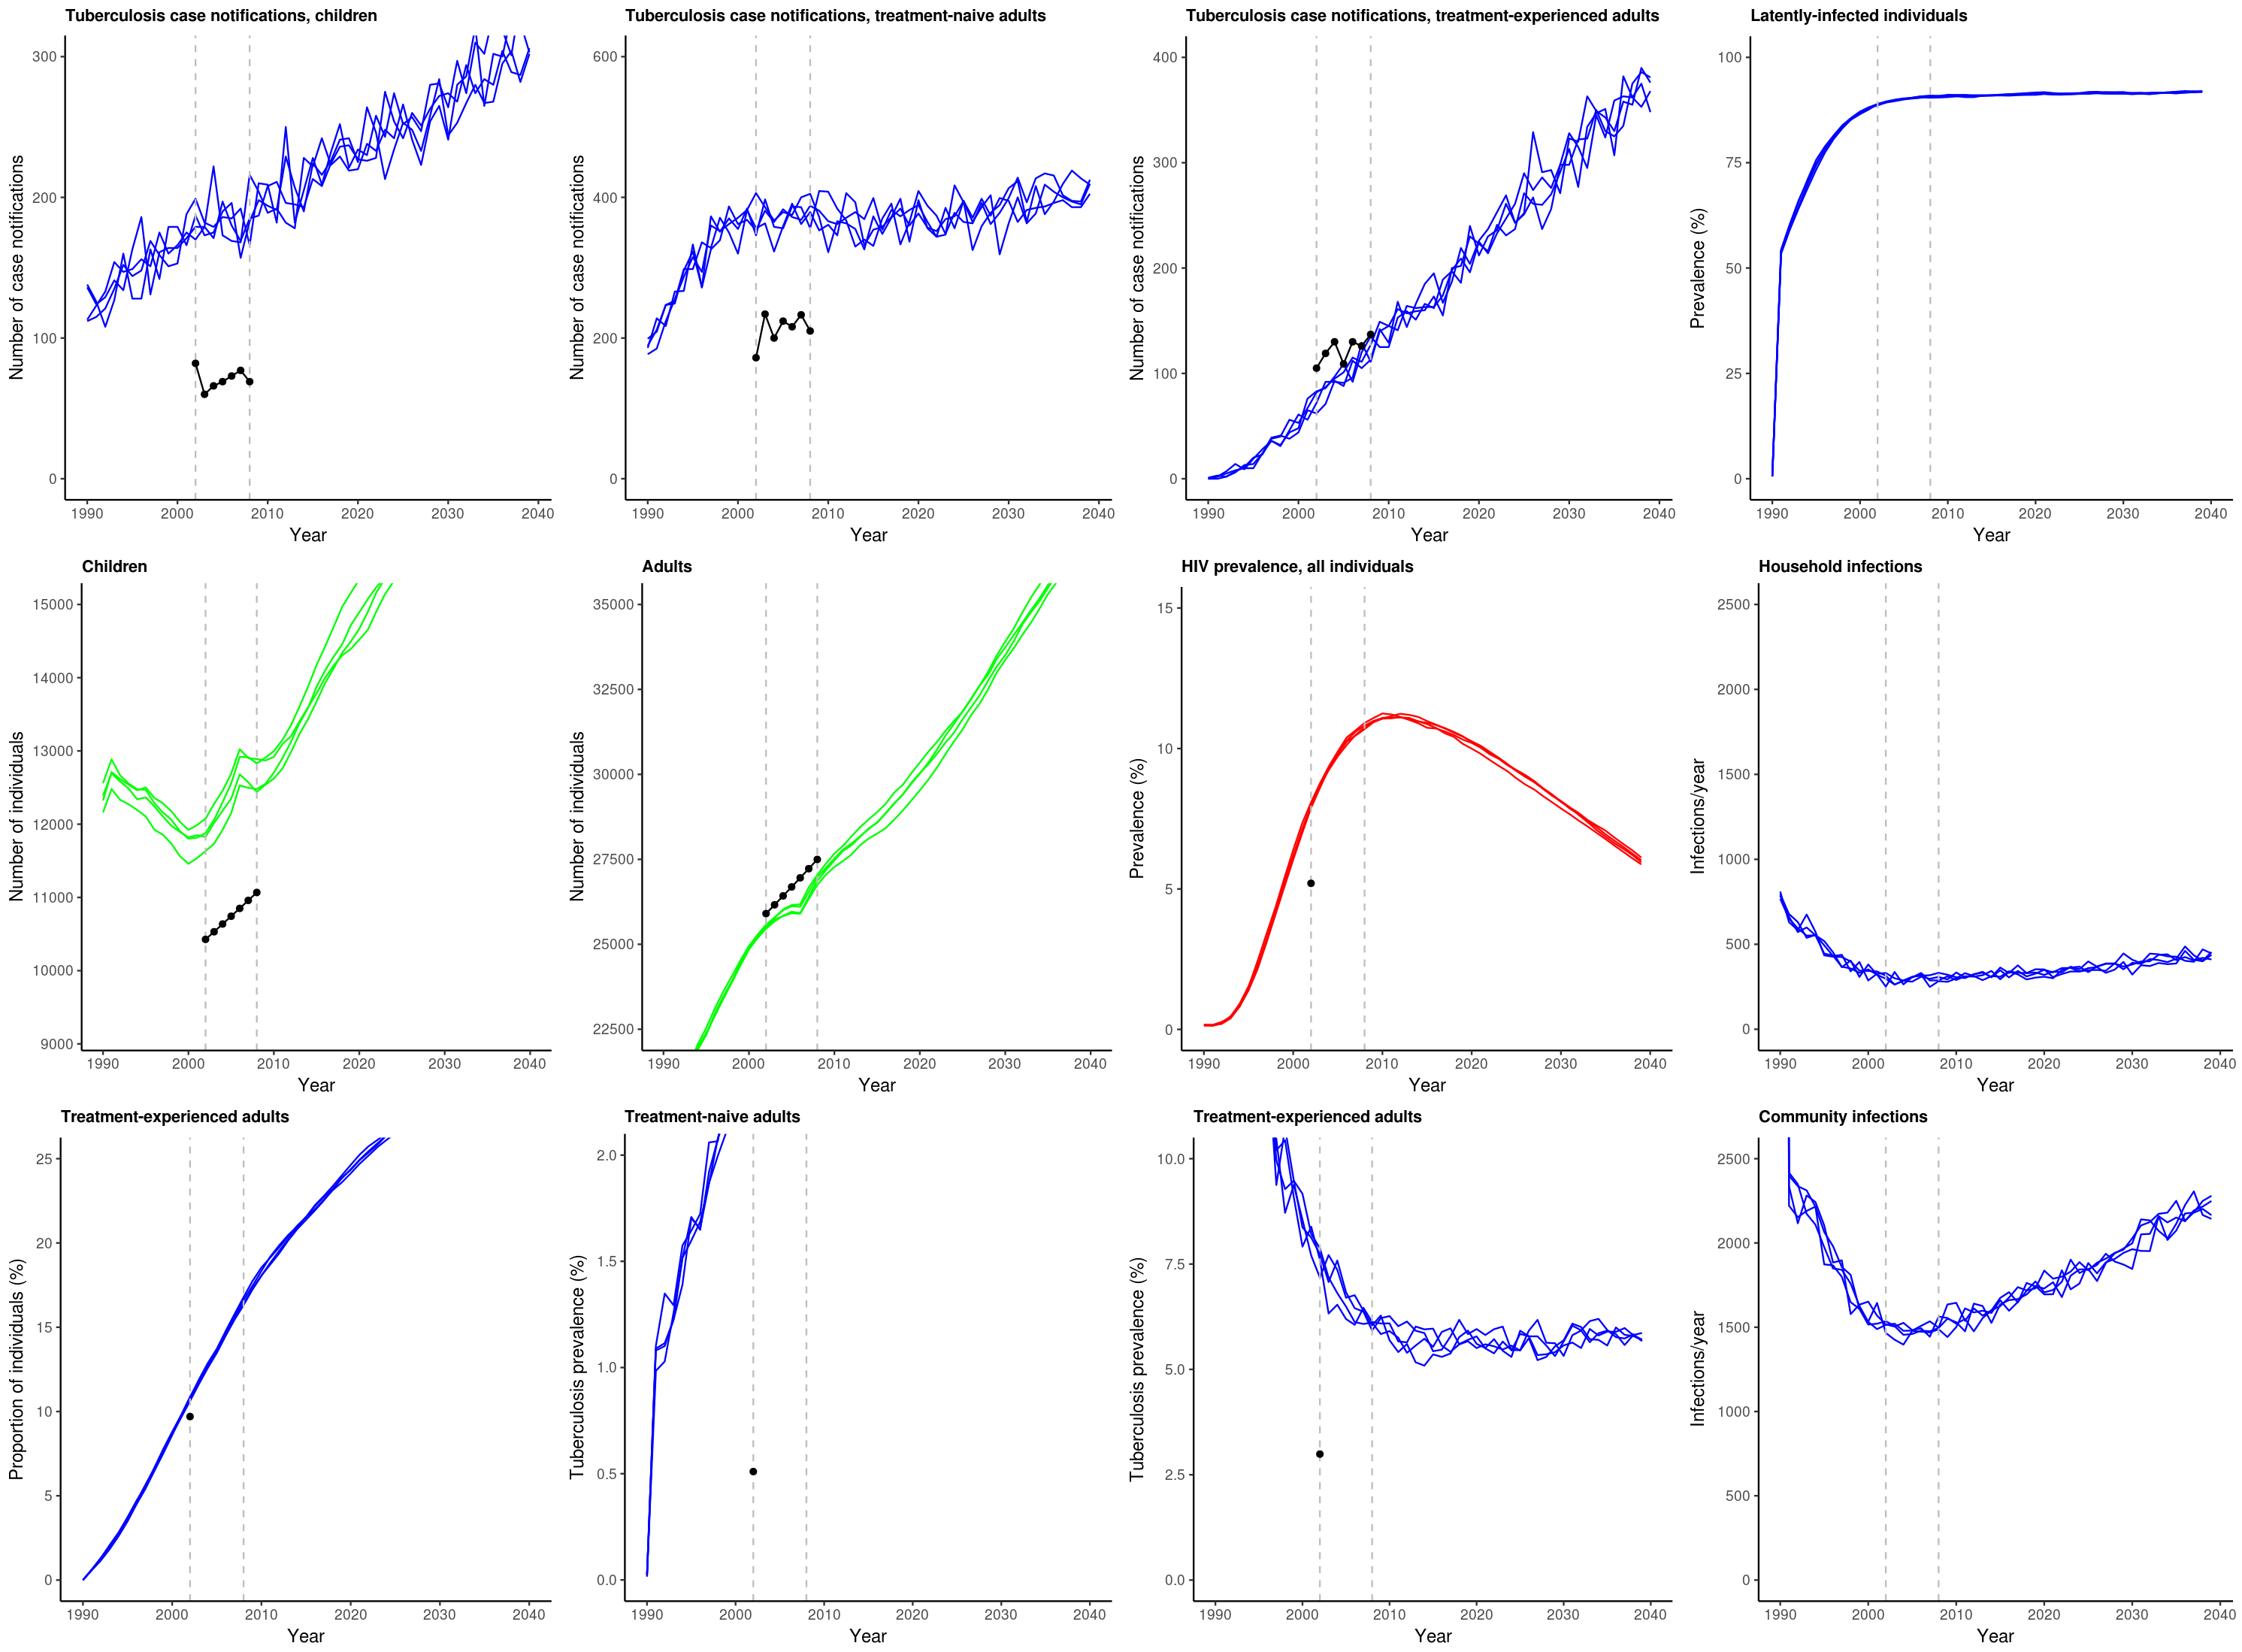 Tuberculosis case notifications, children
Number of case notifications
300
200
100
0
1990 2000 2010 2020 2030 2040
Year
Tuberculosis case notifications, treatment-naive adults
Number of case notifications
600
400
200
0
1990 2000 2010 2020 2030 2040
Year
Tuberculosis case notifications, treatment-experienced adults
Number of case notifications
400
300
200
100
0
1990 2000 2010 2020 2030 2040
Year
Latently-infected individuals
Prevalence (%)
100
75
50
25
0
1990 2000 2010 2020 2030 2040
Year
Children
Number of individuals
15000
14000
13000
12000
11000
10000
9000
1990 2000 2010 2020 2030 2040
Year
Adults
Number of individuals
35000
32500
30000
27500
25000
22500
1990 2000 2010 2020 2030 2040
Year
HIV prevalence, all individuals
Prevalence (%)
15
10
5
0
1990 2000 2010 2020 2030 2040
Year
Household infections
Infections/year
2500
2000
1500
1000
500
0
1990 2000 2010 2020 2030 2040
Year
Treatment-experienced adults
Proportion of individuals (%)
25
20
15
10
5
0
1990 2000 2010 2020 2030 2040
Year
Treatment-naive adults
Tuberculosis prevalence (%)
2.0
1.5
1.0
0.5
0.0
1990 2000 2010 2020 2030 2040
Year
Treatment-experienced adults
Tuberculosis prevalence (%)
10.0
7.5
5.0
2.5
0.0
1990 2000 2010 2020 2030 2040
Year
Community infections
Infections/year
2500
2000
1500
1000
500
0
1990 2000 2010 2020 2030 2040
Year